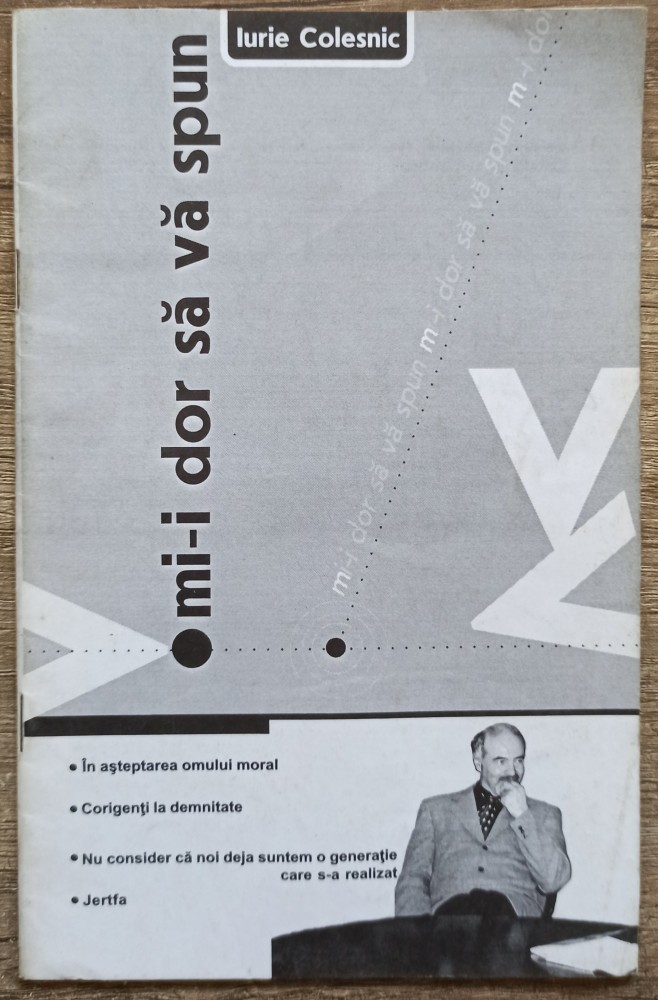 Iurie Colesnic
mi-i dor să vă spun
mi-i dor să vă spun m-i dor să vă spun m-i dor
• În aşteptarea omului moral
• Corigenţi la demnitate
• Nu consider că noi deja suntem o generaţie
care s-a realizat
• Jertfa